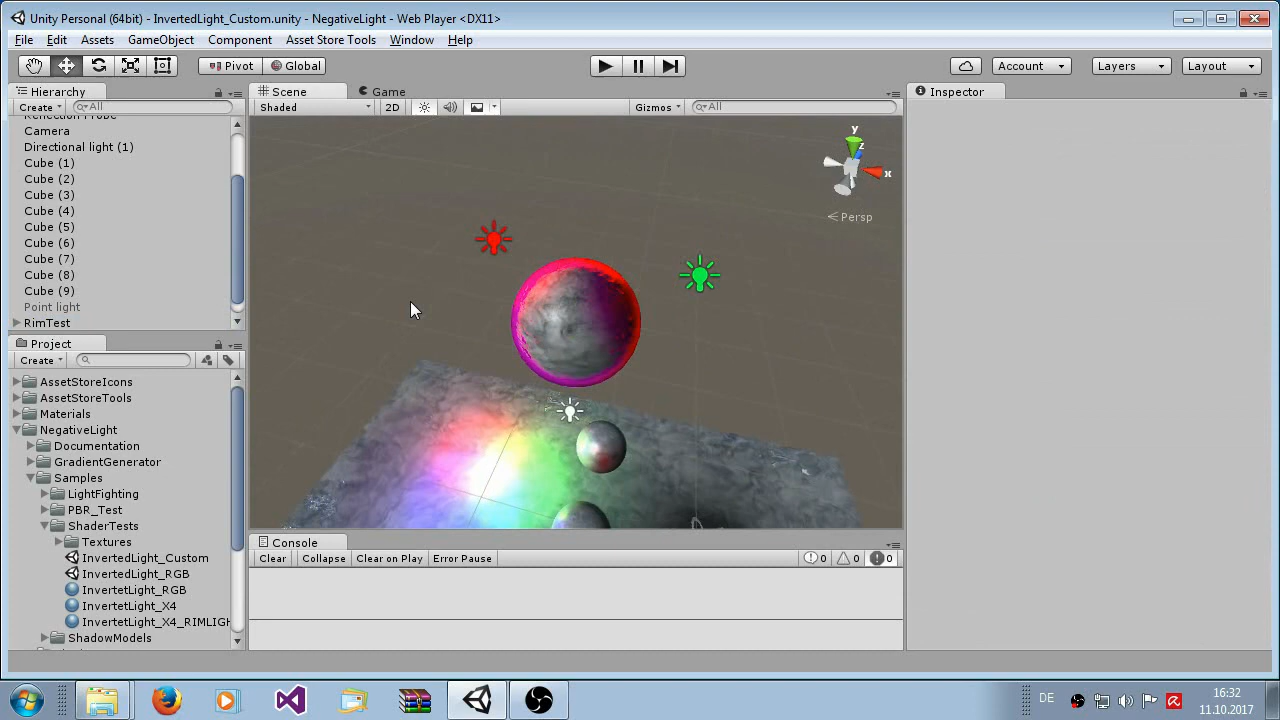 Unity Personal (64bit) - InvertedLight_Custom.unity - NegativeLight - Web Player <DX11>
File Edit Assets GameObject Component Asset Store Tools Window Help
Pivot Global Account Layers Layout
Hierarchy
Create All
Reflection Probe
Camera
Directional light (1)
Cube (1)
Cube (2)
Cube (3)
Cube (4)
Cube (5)
Cube (6)
Cube (7)
Cube (8)
Cube (9)
Point light
RimTest
Project
Create
AssetStoreIcons
AssetStoreTools
Materials
NegativeLight
Documentation
GradientGenerator
Samples
LightFighting
PBR_Test
ShaderTests
Textures
InvertedLight_Custom
InvertedLight_RGB
InvertetLight_RGB
InvertetLight_X4
InvertetLight_X4_RIMLIGH
ShadowModels
Scene Game
Shaded 2D Gizmos All
y
z
x
Persp
Console
Clear Collapse Clear on Play Error Pause 0 0 0
Inspector
DE
16:32
11.10.2017